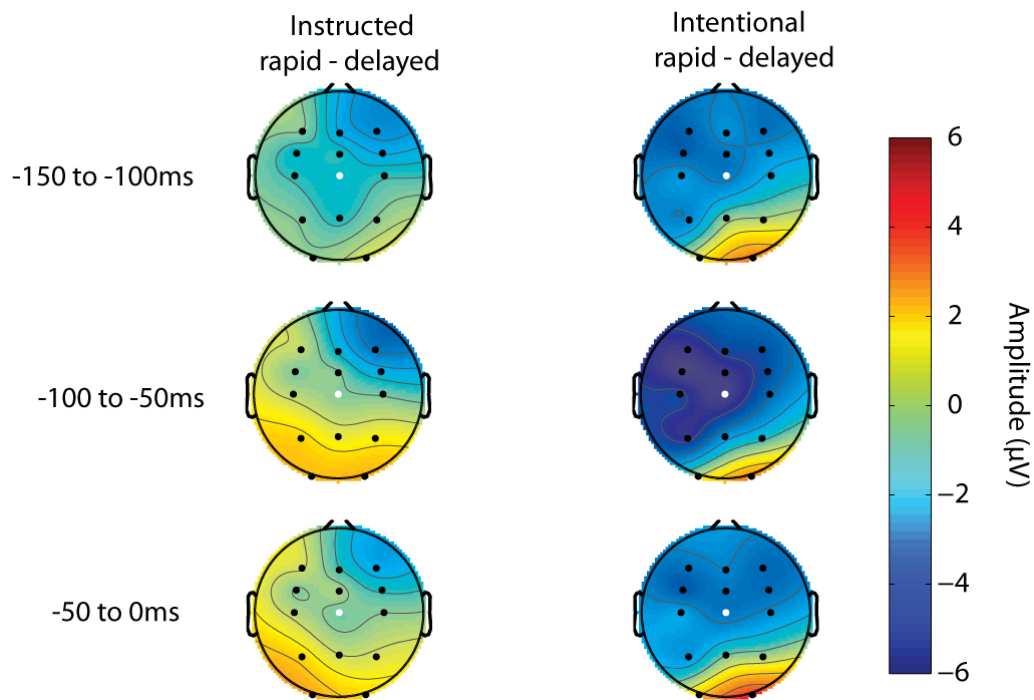 Instructed
rapid - delayed
Intentional
rapid - delayed
-150 to -100ms
-100 to -50ms
-50 to 0ms
6
4
2
0
−2
−4
−6
Amplitude (µV)